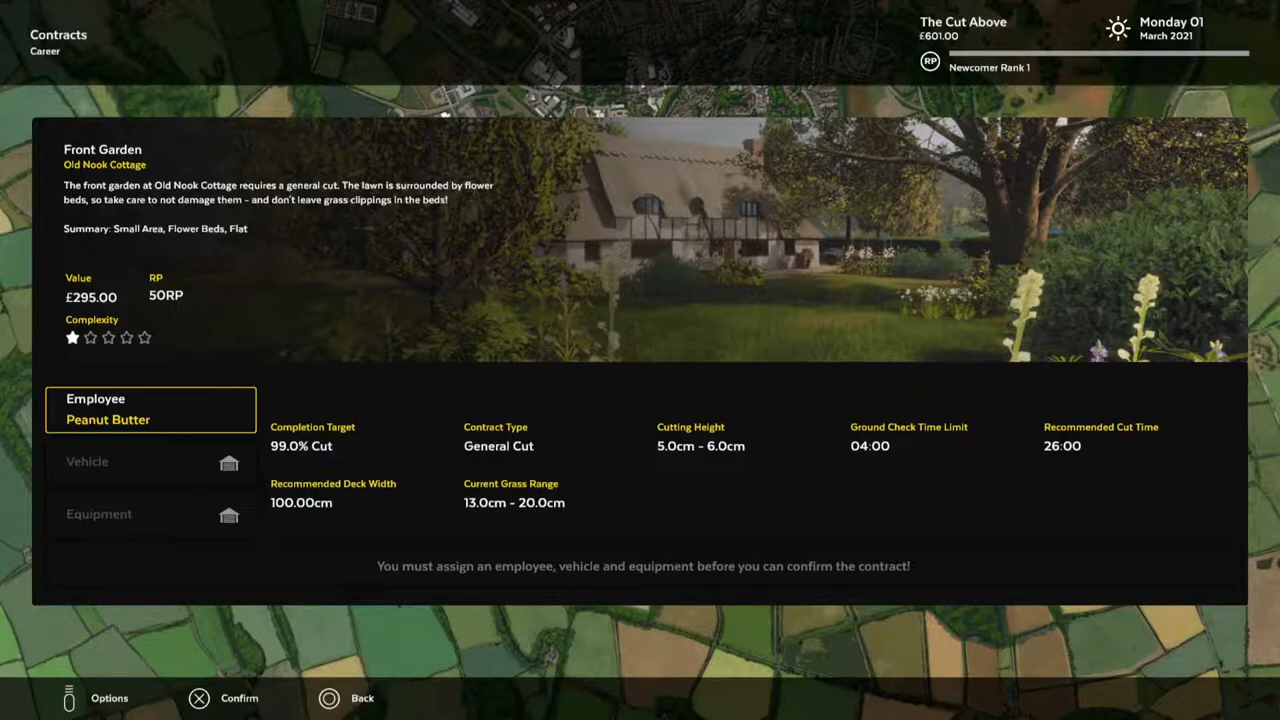 Contracts
Career
The Cut Above
£601.00
Monday 01
March 2021
RP
Newcomer Rank 1
Front Garden
Old Nook Cottage
The front garden at Old Nook Cottage requires a general cut. The lawn is surrounded by flower
beds, so take care to not damage them - and don't leave grass clippings in the beds!
Summary: Small Area, Flower Beds, Flat
Value
RP
£295.00
50RP
Complexity
Employee
Peanut Butter
Vehicle
Equipment
Completion Target
99.0% Cut
Contract Type
General Cut
Cutting Height
5.0cm - 6.0cm
Ground Check Time Limit
04:00
Recommended Cut Time
26:00
Recommended Deck Width
100.00cm
Current Grass Range
13.0cm - 20.0cm
You must assign an employee, vehicle and equipment before you can confirm the contract!
Options
Confirm
Back